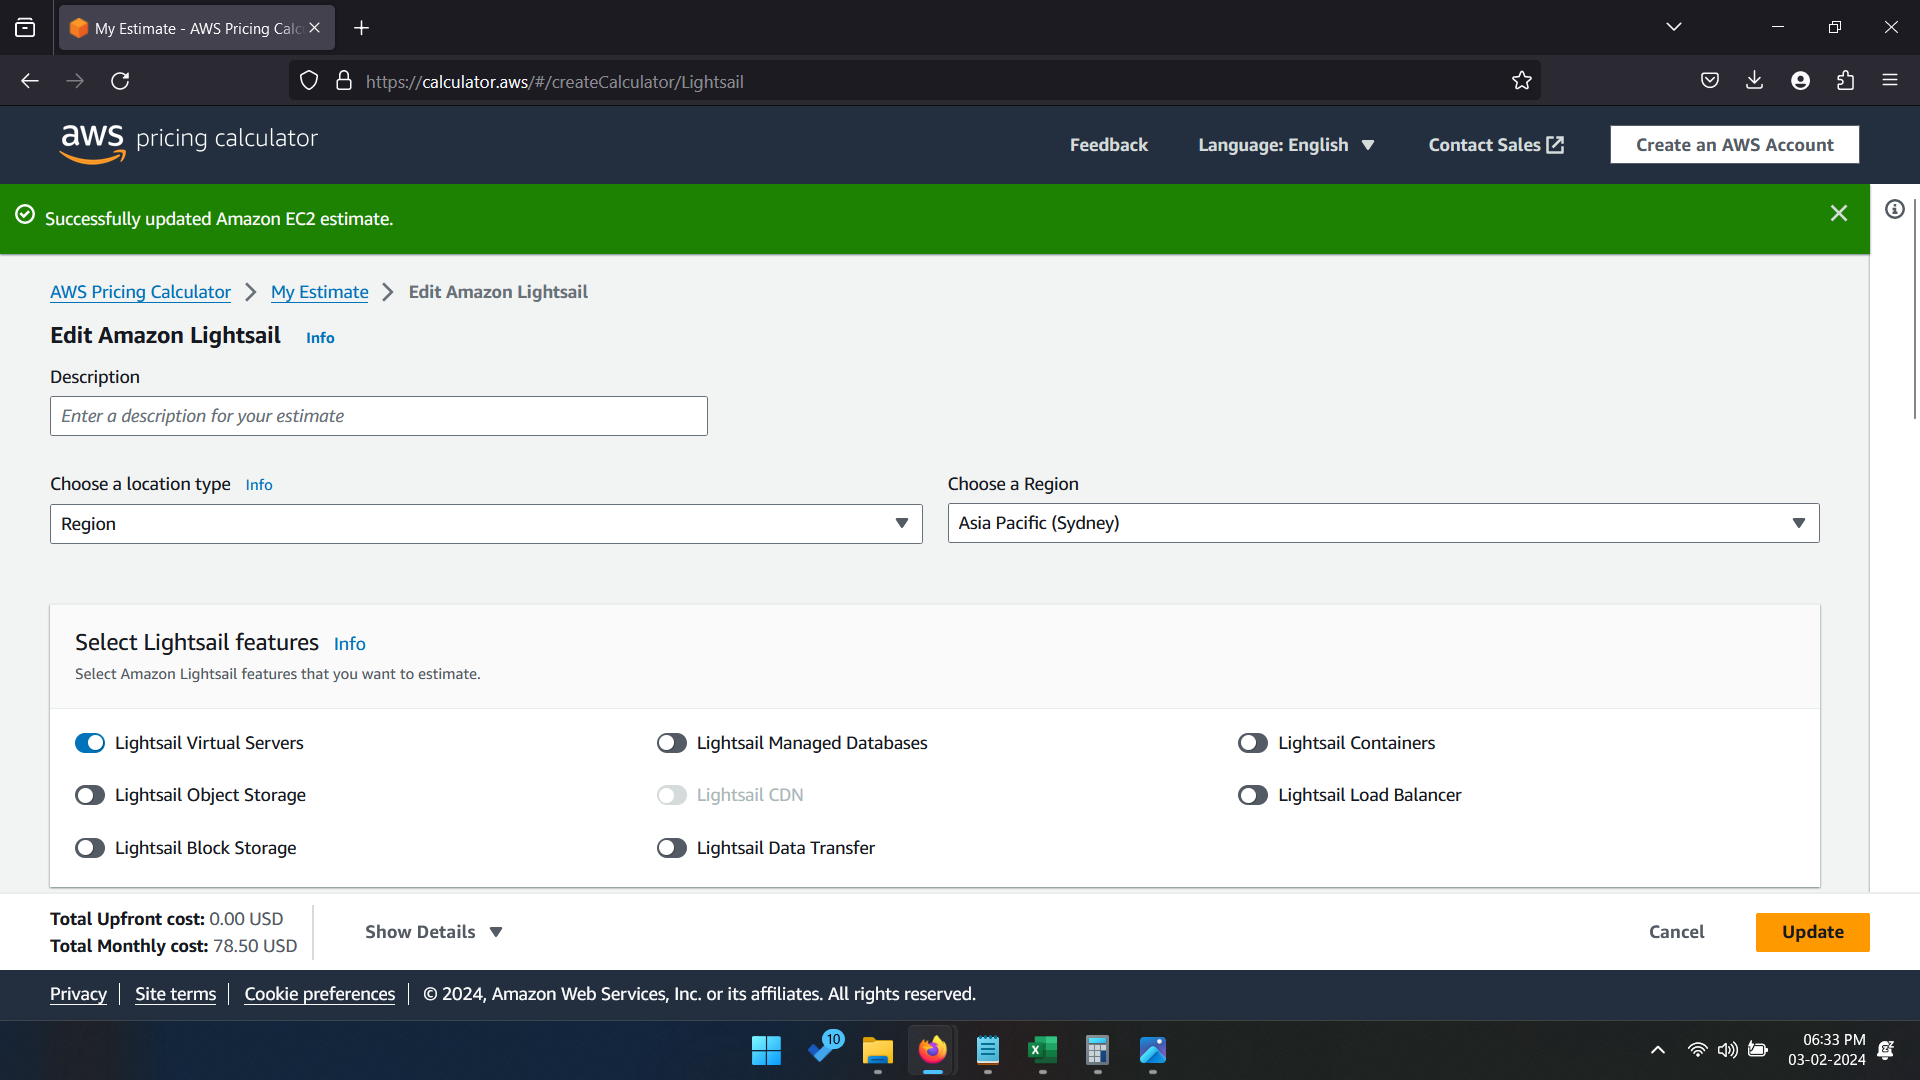 My Estimate - AWS Pricing Calc
https://calculator.aws/#/createCalculator/Lightsail
aws pricing calculator
Feedback
Language: English
Contact Sales
Create an AWS Account
Successfully updated Amazon EC2 estimate.
AWS Pricing Calculator
My Estimate
Edit Amazon Lightsail
Edit Amazon Lightsail Info
Description
Enter a description for your estimate
Choose a location type Info
Choose a Region
Region
Asia Pacific (Sydney)
Select Lightsail features Info
Select Amazon Lightsail features that you want to estimate.
Lightsail Virtual Servers
Lightsail Managed Databases
Lightsail Containers
Lightsail Object Storage
Lightsail CDN
Lightsail Load Balancer
Lightsail Block Storage
Lightsail Data Transfer
Total Upfront cost: 0.00 USD
Total Monthly cost: 78.50 USD
Show Details
Cancel
Update
Privacy
Site terms
Cookie preferences
© 2024, Amazon Web Services, Inc. or its affiliates. All rights reserved.
10
06:33 PM
03-02-2024